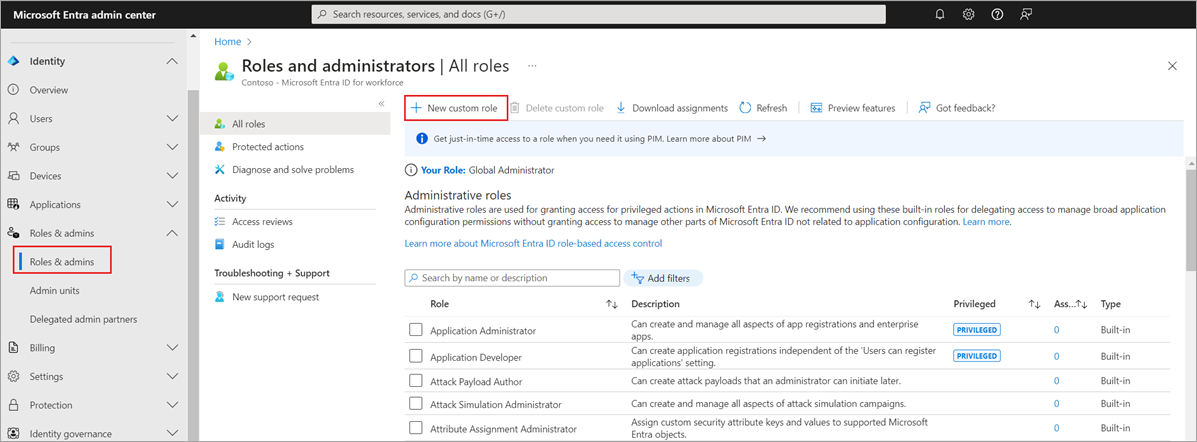 Microsoft Entra admin center
Search resources, services, and docs (G+/)
Identity
Overview
Users
Groups
Devices
Applications
Roles & admins
Roles & admins
Admin units
Delegated admin partners
Billing
Settings
Protection
Identity governance
Home
Roles and administrators | All roles
Contoso - Microsoft Entra ID for workforce
All roles
Protected actions
Diagnose and solve problems
Activity
Access reviews
Audit logs
Troubleshooting + Support
New support request
New custom role
Delete custom role
Download assignments
Refresh
Preview features
Got feedback?
Get just-in-time access to a role when you need it using PIM. Learn more about PIM
Your Role: Global Administrator
Administrative roles
Administrative roles are used for granting access for privileged actions in Microsoft Entra ID. We recommend using these built-in roles for delegating access to manage broad application
configuration permissions without granting access to manage other parts of Microsoft Entra ID not related to application configuration. Learn more.
Learn more about Microsoft Entra ID role-based access control
Search by name or description
Add filters
Role Description Privileged Ass... Type
Application Administrator Can create and manage all aspects of app registrations and enterprise
apps. PRIVILEGED 0 Built-in
Application Developer Can create application registrations independent of the 'Users can register
applications' setting. PRIVILEGED 0 Built-in
Attack Payload Author Can create attack payloads that an administrator can initiate later. 0 Built-in
Attack Simulation Administrator Can create and manage all aspects of attack simulation campaigns. 0 Built-in
Attribute Assignment Administrator Assign custom security attribute keys and values to supported Microsoft
Entra objects. 0 Built-in